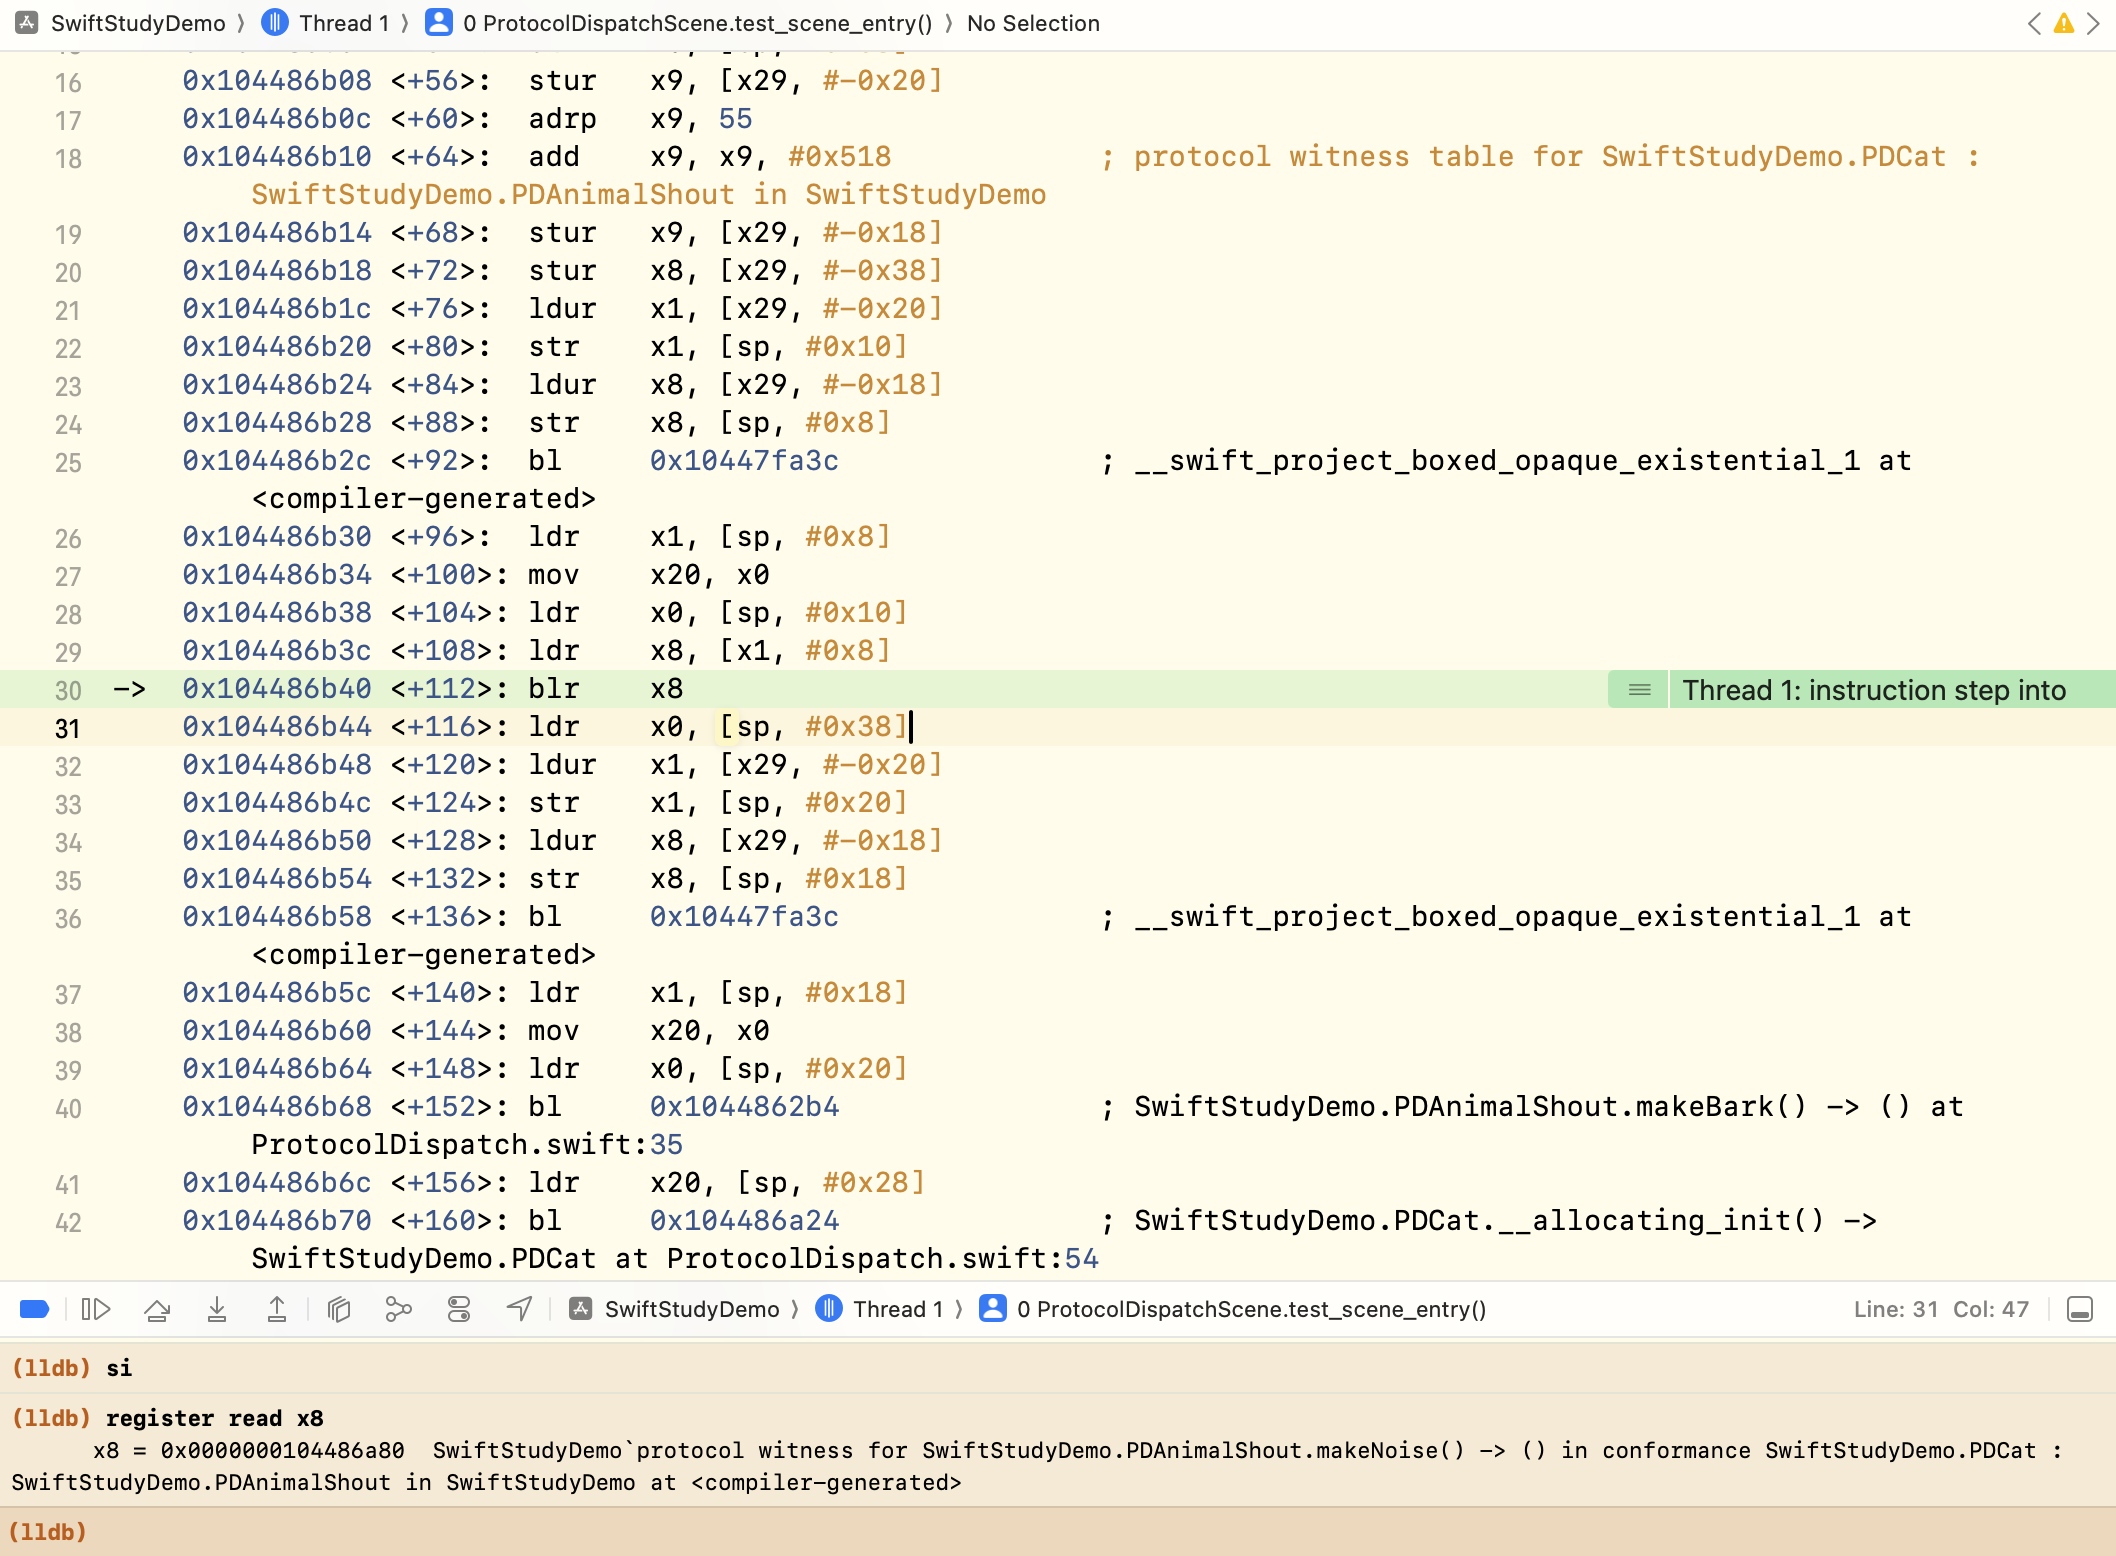 SwiftStudyDemo 〉 Thread 1 〉 0 ProtocolDispatchScene.test_scene_entry() 〉 No Selection
16 0x104486b08 <+56>: stur x9, [x29, #-0x20]
17 0x104486b0c <+60>: adrp x9, 55
18 0x104486b10 <+64>: add x9, x9, #0x518 ; protocol witness table for SwiftStudyDemo.PDCat :
SwiftStudyDemo.PDAnimalShout in SwiftStudyDemo
19 0x104486b14 <+68>: stur x9, [x29, #-0x18]
20 0x104486b18 <+72>: stur x8, [x29, #-0x38]
21 0x104486b1c <+76>: ldur x1, [x29, #-0x20]
22 0x104486b20 <+80>: str x1, [sp, #0x10]
23 0x104486b24 <+84>: ldur x8, [x29, #-0x18]
24 0x104486b28 <+88>: str x8, [sp, #0x8]
25 0x104486b2c <+92>: bl 0x10447fa3c ; __swift_project_boxed_opaque_existential_1 at
<compiler-generated>
26 0x104486b30 <+96>: ldr x1, [sp, #0x8]
27 0x104486b34 <+100>: mov x20, x0
28 0x104486b38 <+104>: ldr x0, [sp, #0x10]
29 0x104486b3c <+108>: ldr x8, [x1, #0x8]
30 -> 0x104486b40 <+112>: blr x8 Thread 1: instruction step into
31 0x104486b44 <+116>: ldr x0, [sp, #0x38]
32 0x104486b48 <+120>: ldur x1, [x29, #-0x20]
33 0x104486b4c <+124>: str x1, [sp, #0x20]
34 0x104486b50 <+128>: ldur x8, [x29, #-0x18]
35 0x104486b54 <+132>: str x8, [sp, #0x18]
36 0x104486b58 <+136>: bl 0x10447fa3c ; __swift_project_boxed_opaque_existential_1 at
<compiler-generated>
37 0x104486b5c <+140>: ldr x1, [sp, #0x18]
38 0x104486b60 <+144>: mov x20, x0
39 0x104486b64 <+148>: ldr x0, [sp, #0x20]
40 0x104486b68 <+152>: bl 0x1044862b4 ; SwiftStudyDemo.PDAnimalShout.makeBark() -> () at
ProtocolDispatch.swift:35
41 0x104486b6c <+156>: ldr x20, [sp, #0x28]
42 0x104486b70 <+160>: bl 0x104486a24 ; SwiftStudyDemo.PDCat.__allocating_init() ->
SwiftStudyDemo.PDCat at ProtocolDispatch.swift:54
SwiftStudyDemo 〉 Thread 1 〉 0 ProtocolDispatchScene.test_scene_entry() Line: 31 Col: 47
(lldb) si
(lldb) register read x8
x8 = 0x0000000104486a80 SwiftStudyDemo`protocol witness for SwiftStudyDemo.PDAnimalShout.makeNoise() -> () in conformance SwiftStudyDemo.PDCat :
SwiftStudyDemo.PDAnimalShout in SwiftStudyDemo at <compiler-generated>
(lldb)